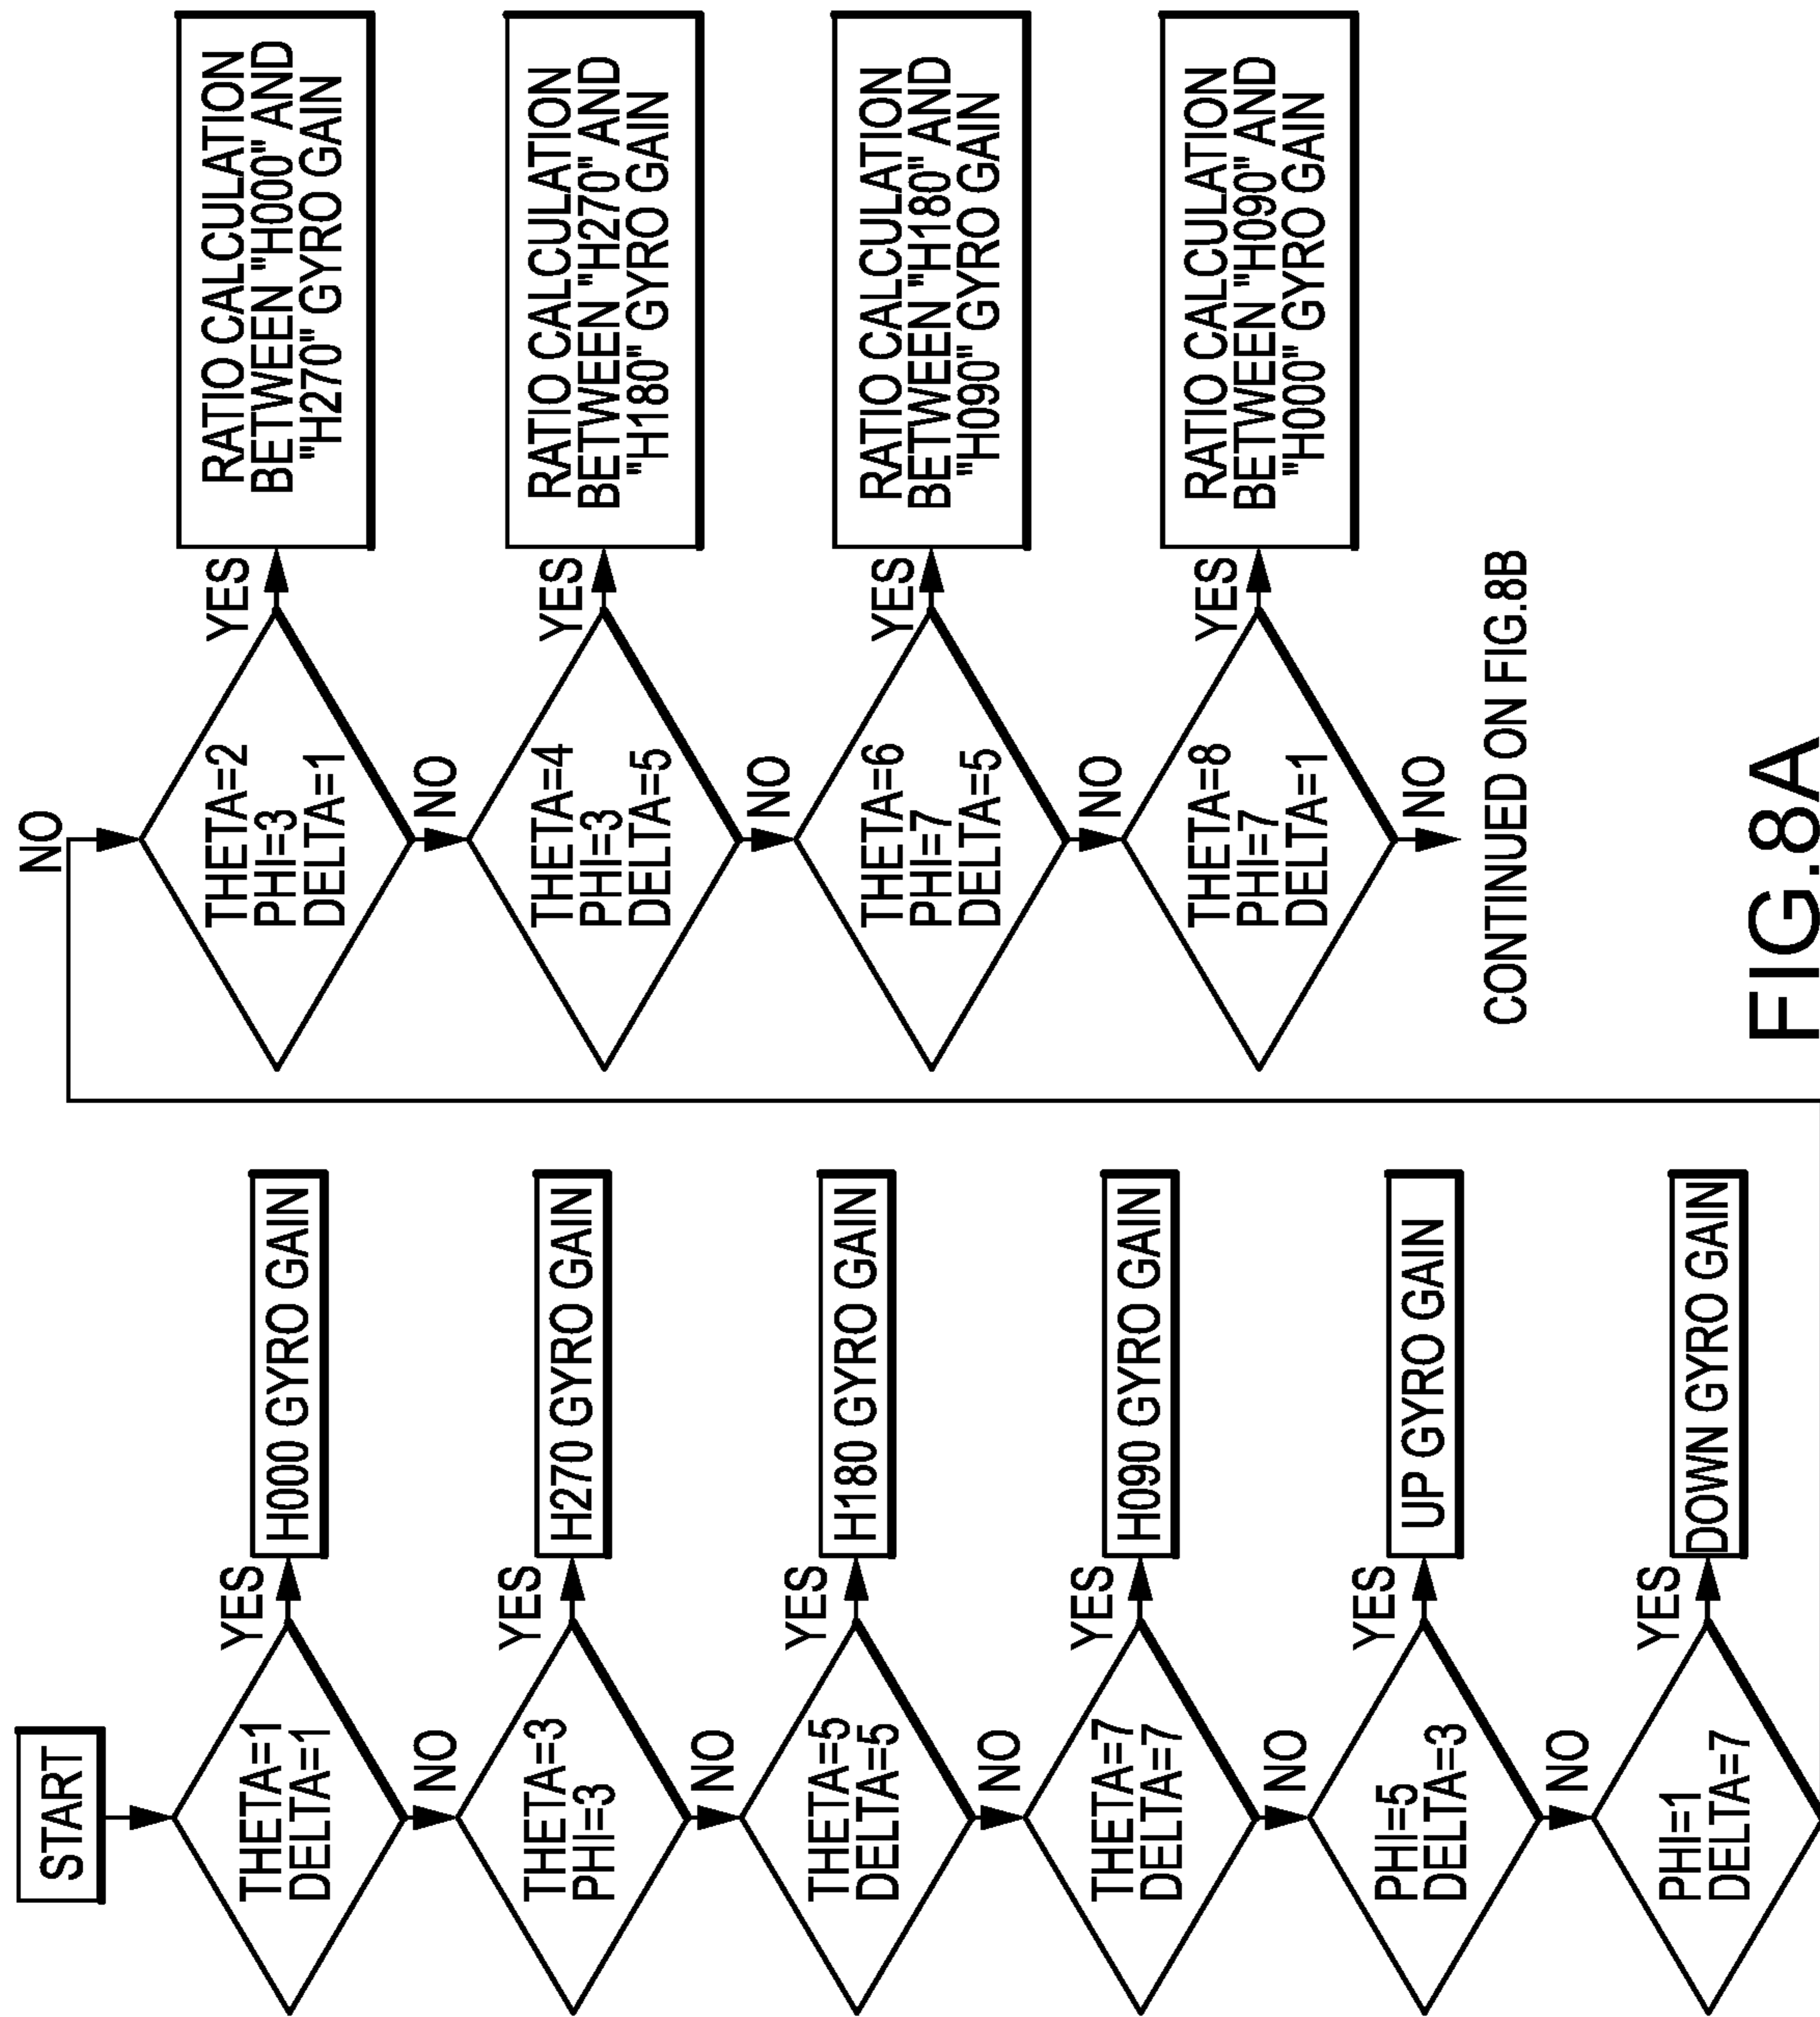 START
THETA=1
DELTA=1
YES
H000 GYRO GAIN
NO
THETA=3
PHI=3
YES
H270 GYRO GAIN
NO
THETA=5
DELTA=5
YES
H180 GYRO GAIN
NO
THETA=7
DELTA=7
YES
H090 GYRO GAIN
NO
PHI=5
DELTA=3
YES
UP GYRO GAIN
NO
PHI=1
DELTA=7
YES
DOWN GYRO GAIN
NO
THETA=2
PHI=3
DELTA=1
YES
RATIO CALCULATION
BETWEEN "H000" AND
"H270" GYRO GAIN
NO
THETA=4
PHI=3
DELTA=5
YES
RATIO CALCULATION
BETWEEN "H270" AND
"H180" GYRO GAIN
NO
THETA=6
PHI=7
DELTA=5
YES
RATIO CALCULATION
BETWEEN "H180" AND
"H090" GYRO GAIN
NO
THETA=8
PHI=7
DELTA=1
YES
RATIO CALCULATION
BETWEEN "H090" AND
"H000" GYRO GAIN
NO
CONTINUED ON FIG.8B
FIG.8A